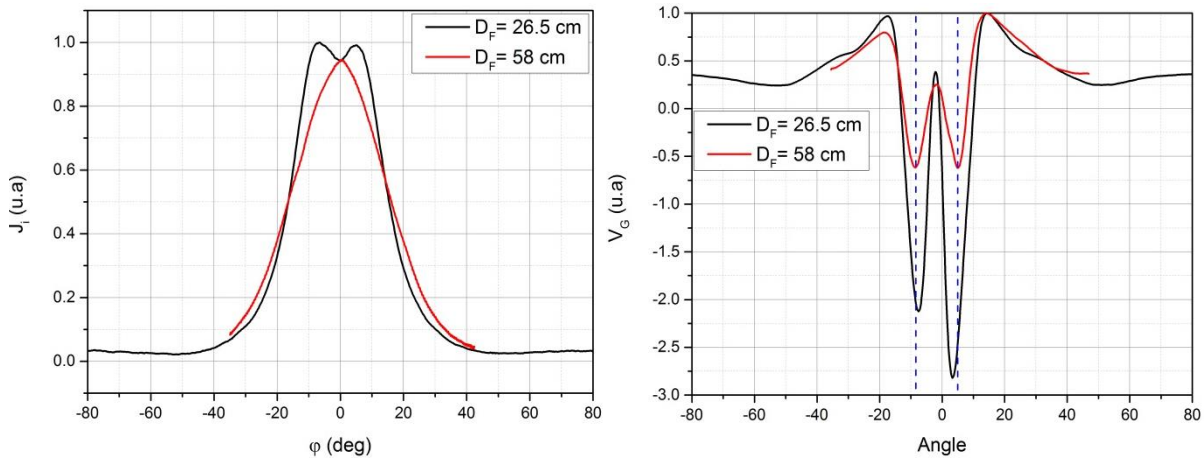 D_F= 26.5 cm
D_F= 58 cm
1.0
0.8
0.6
0.4
0.2
0.0
J_i (u.a)
-80 -60 -40 -20 0 20 40 60 80
φ (deg)
1.0
0.5
0.0
-0.5
-1.0
-1.5
-2.0
-2.5
-3.0
V_G (u.a)
D_F= 26.5 cm
D_F= 58 cm
-80 -60 -40 -20 0 20 40 60 80
Angle